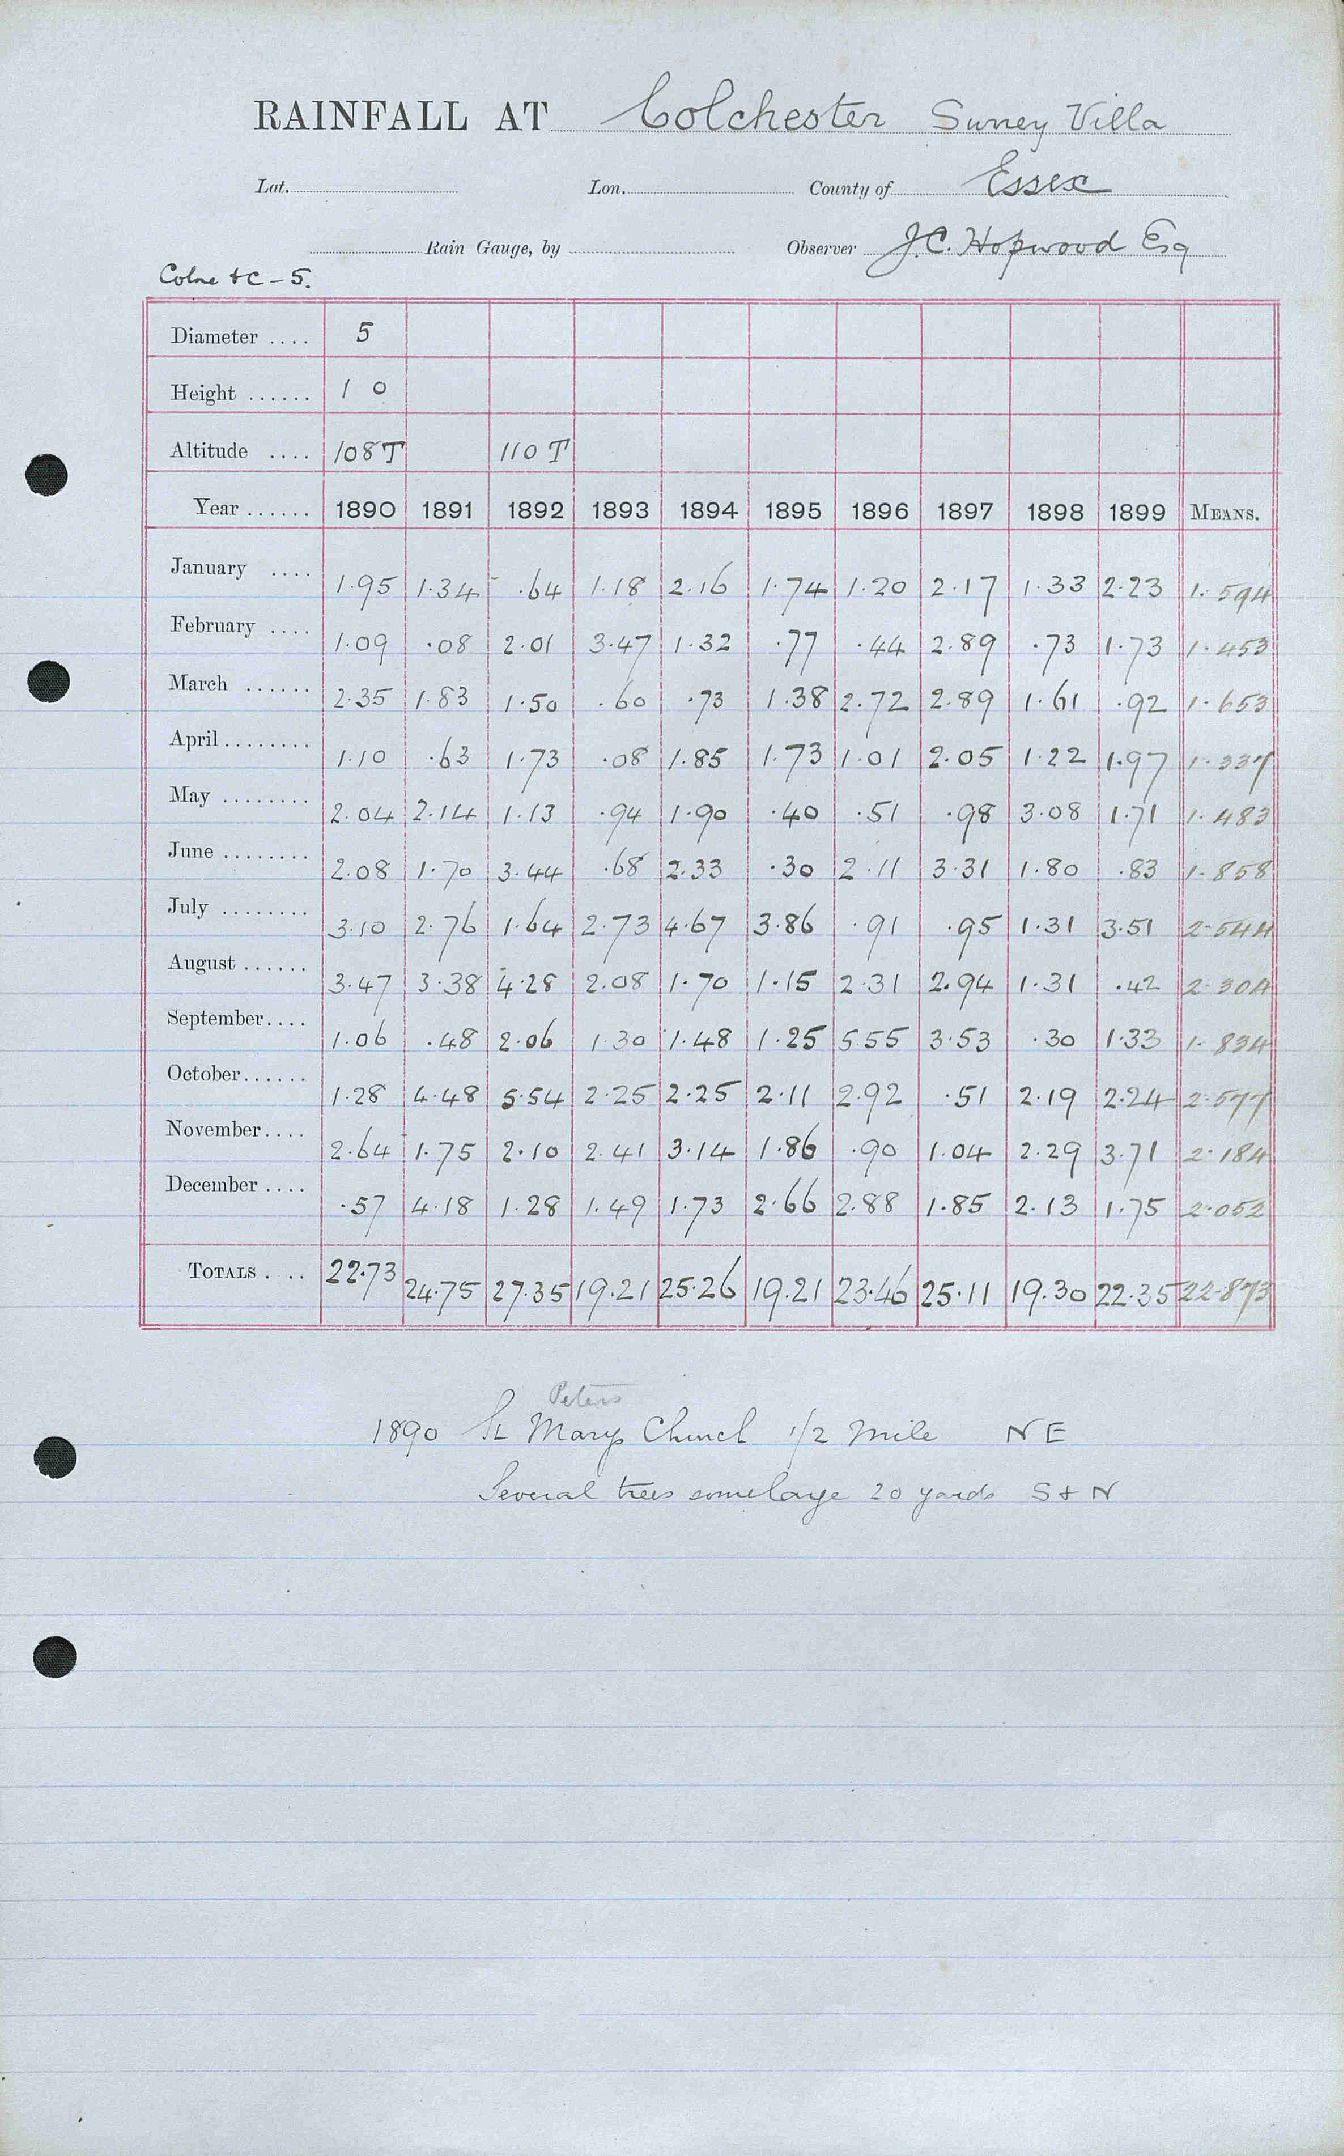 RAINFALL AT Colchester Surrey Villa
Lat. Lon. County of Essex
Rain Gauge, by Observer J.C. Hopwood Esq
Colne &C - 5.
Diameter .... 5
Height ...... 1 0
Altitude .... 108T 110T
Year ...... 1890 1891 1892 1893 1894 1895 1896 1897 1898 1899 MEANS.
January .... 1.95 1.34 .64 1.18 2.16 1.74 1.20 2.17 1.33 2.23 1.594
February .... 1.09 .08 2.01 3.47 1.32 .77 .44 2.89 .73 1.73 1.453
March ...... 2.35 1.83 1.50 .60 .73 1.38 2.72 2.89 1.61 .92 1.653
April ........ 1.10 .63 1.73 .08 1.85 1.73 1.01 2.05 1.22 1.97 1.337
May ........ 2.04 2.14 1.13 .94 1.90 .40 .51 .98 3.08 1.71 1.483
June ........ 2.08 1.70 3.44 .68 2.33 .30 2.11 3.31 1.80 .83 1.858
July ........ 3.10 2.76 1.64 2.73 4.67 3.86 .91 .95 1.31 3.51 2.544
August ...... 3.47 3.38 4.28 2.08 1.70 1.15 2.31 2.94 1.31 .42 2.304
September .... 1.06 .48 2.06 1.30 1.48 1.25 5.55 3.53 .30 1.33 1.834
October ...... 1.28 4.48 5.54 2.25 2.25 2.11 2.92 .51 2.19 2.24 2.577
November .... 2.64 1.75 2.10 2.41 3.14 1.86 .90 1.04 2.29 3.71 2.184
December .... .57 4.18 1.28 1.49 1.73 2.66 2.88 1.85 2.13 1.75 2.052
TOTALS .... 22.73 24.75 27.35 19.21 25.26 19.21 23.46 25.11 19.30 22.35 22.873
Peters
1890 St Marys Church 1/2 Mile NE
Several trees some large 20 yards S & N